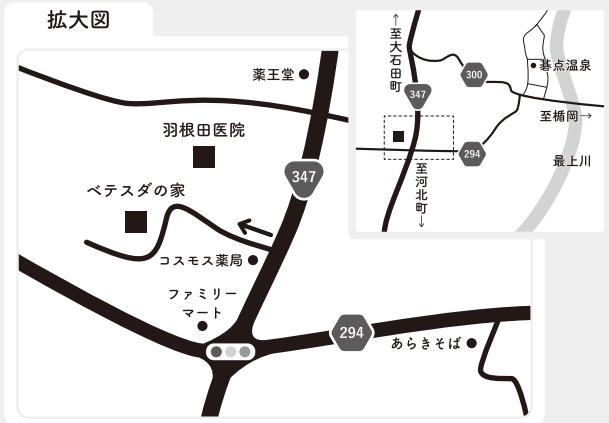 拡大図
薬王堂
羽根田医院
347
ベテスダの家
コスモス薬局
ファミリー
マート
294
あらきそば
←至大石田町
碁点温泉
300
347
至楯岡→
294
最上川
至河北町→